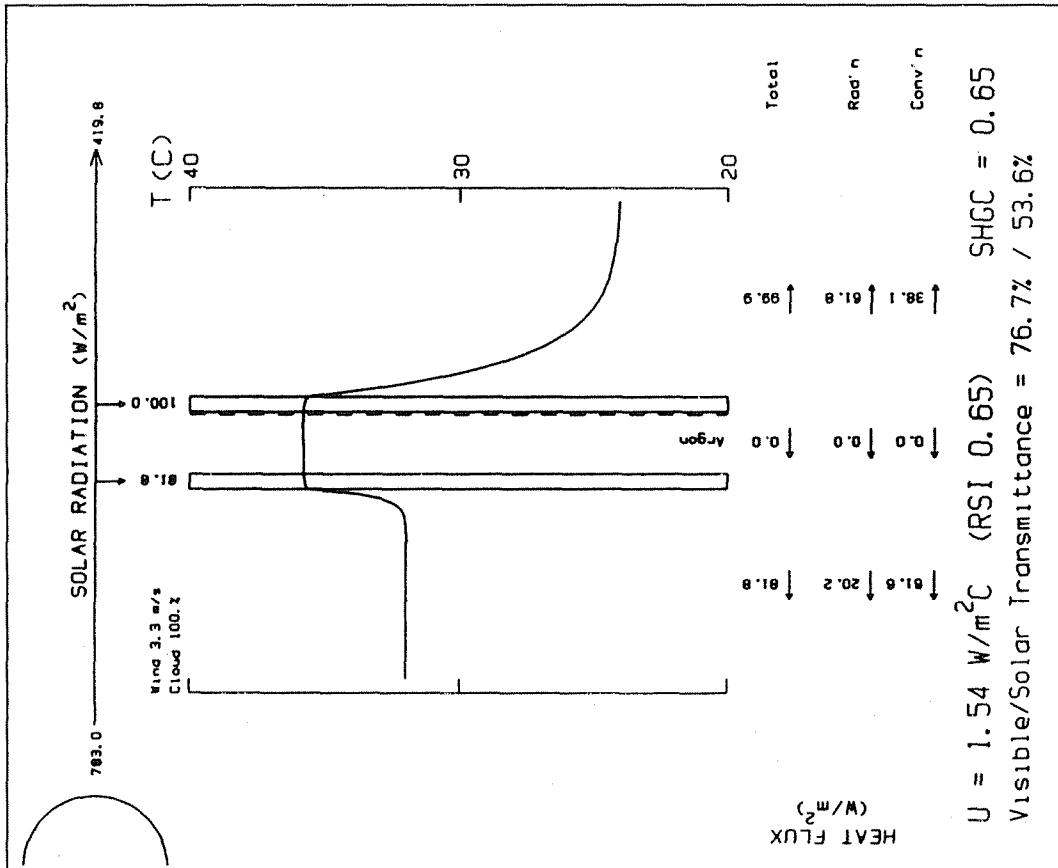 SOLAR RADIATION (W/m²)
783.0 419.8
81.8 100.0
Wind 3.3 m/s
Cloud 100.%
T (C)
40
30
20
Argon
HEAT FLUX
(W/m²)
81.8 0.0 99.9 Total
20.2 0.0 61.8 Rad'n
61.6 0.0 38.1 Conv'n
U = 1.54 W/m²C (RSI 0.65) SHGC = 0.65
Visible/Solar Transmittance = 76.7% / 53.6%